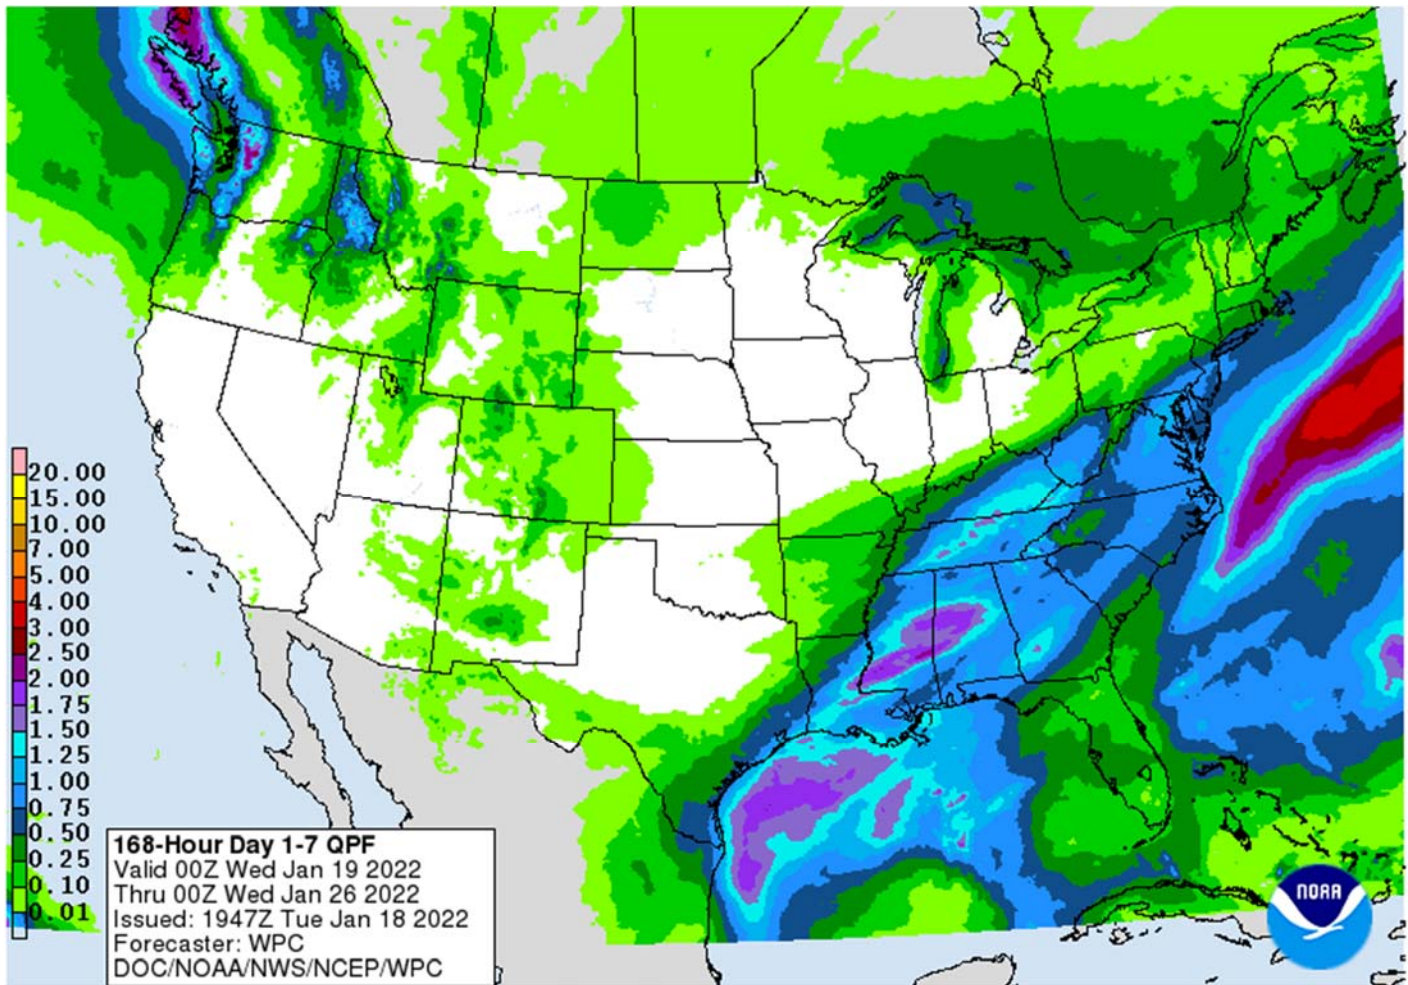 20.00
15.00
10.00
7.00
5.00
4.00
3.00
2.50
2.00
1.75
1.50
1.25
1.00
0.75
0.50
0.25
0.10
0.01
168-Hour Day 1-7 QPF
Valid 00Z Wed Jan 19 2022
Thru 00Z Wed Jan 26 2022
Issued: 1947Z Tue Jan 18 2022
Forecaster: WPC
DOC/NOAA/NWS/NCEP/WPC
NOAA